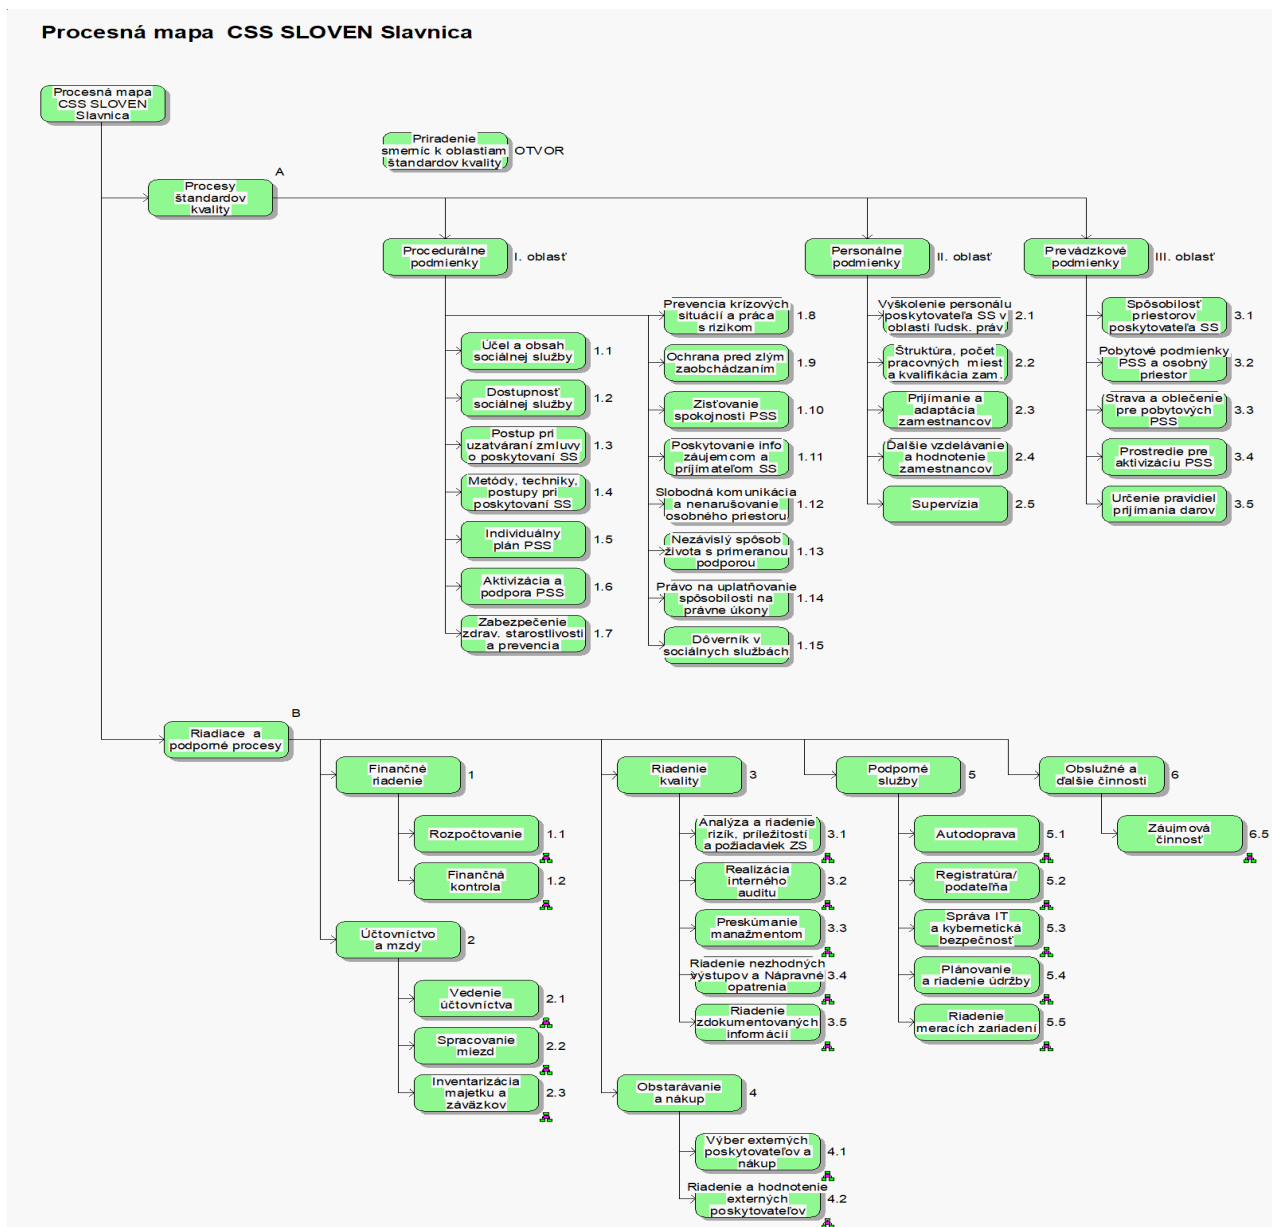 Procesná mapa CSS SLOVEN Slavnica
Procesná mapa
CSS SLOVEN
Slavnica
Priradenie
smerníc k oblastiam
štandardov kvality
OTVOR
A
Procesy
štandardov
kvality
Procedurálne
podmienky
I. oblasť
Personálne
podmienky
II. oblasť
Prevádzkové
podmienky
III. oblasť
Účel a obsah
sociálnej služby
1.1
Dostupnosť
sociálnej služby
1.2
Postup pri
uzatváraní zmluvy
o poskytovaní SS
1.3
Metódy, techniky,
postupy pri
poskytovaní SS
1.4
Individuálny
plán PSS
1.5
Aktivizácia a
podpora PSS
1.6
Zabezpečenie
zdrav. starostlivosti
a prevencia
1.7
Prevencia krízových
situácií a práca
s rizikom
1.8
Ochrana pred zlým
zaobchádzaním
1.9
Zisťovanie
spokojnosti PSS
1.10
Poskytovanie info
záujemcom a
prijímateľom SS
1.11
Slobodná komunikácia
a nenarušovanie
osobného priestoru
1.12
Nezávislý spôsob
života s primeranou
podporou
1.13
Právo na uplatňovanie
spôsobilosti na
právne úkony
1.14
Dôverník v
sociálnych službách
1.15
Vyškolenie personálu
poskytovateľa SS v
oblasti ľudsk. práv
2.1
Štruktúra, počet
pracovných miest
a kvalifikácia zam.
2.2
Prijímanie a
adaptácia
zamestnancov
2.3
Ďalšie vzdelávanie
a hodnotenie
zamestnancov
2.4
Supervízia
2.5
Spôsobilosť
priestorov
poskytovateľa SS
3.1
Pobytové podmienky
PSS a osobný
priestor
3.2
Strava a oblečenie
pre pobytových
PSS
3.3
Prostredie pre
aktivizáciu PSS
3.4
Určenie pravidiel
prijímania darov
3.5
B
Riadiace a
podporné procesy
Finančné
riadenie
1
Rozpočtovanie
1.1
Finančná
kontrola
1.2
Účtovníctvo
a mzdy
2
Vedenie
účtovníctva
2.1
Spracovanie
miezd
2.2
Inventarizácia
majetku a
záväzkov
2.3
Riadenie
kvality
3
Analýza a riadenie
rizík, príležitostí
a požiadaviek ZS
3.1
Realizácia
interného
auditu
3.2
Preskúmanie
manažmentom
3.3
Riadenie nezhodných
výstupov a Nápravné
opatrenia
3.4
Riadenie
zdokumentovaných
informácií
3.5
Obstarávanie
a nákup
4
Výber externých
poskytovateľov a
nákup
4.1
Riadenie a hodnotenie
externých
poskytovateľov
4.2
Podporné
služby
5
Autodoprava
5.1
Registratúra/
podateľňa
5.2
Správa IT
a kybernetická
bezpečnosť
5.3
Plánovanie
a riadenie údržby
5.4
Riadenie
meracích zariadení
5.5
Obslužné a
ďalšie činnosti
6
Záujmová
činnosť
6.5